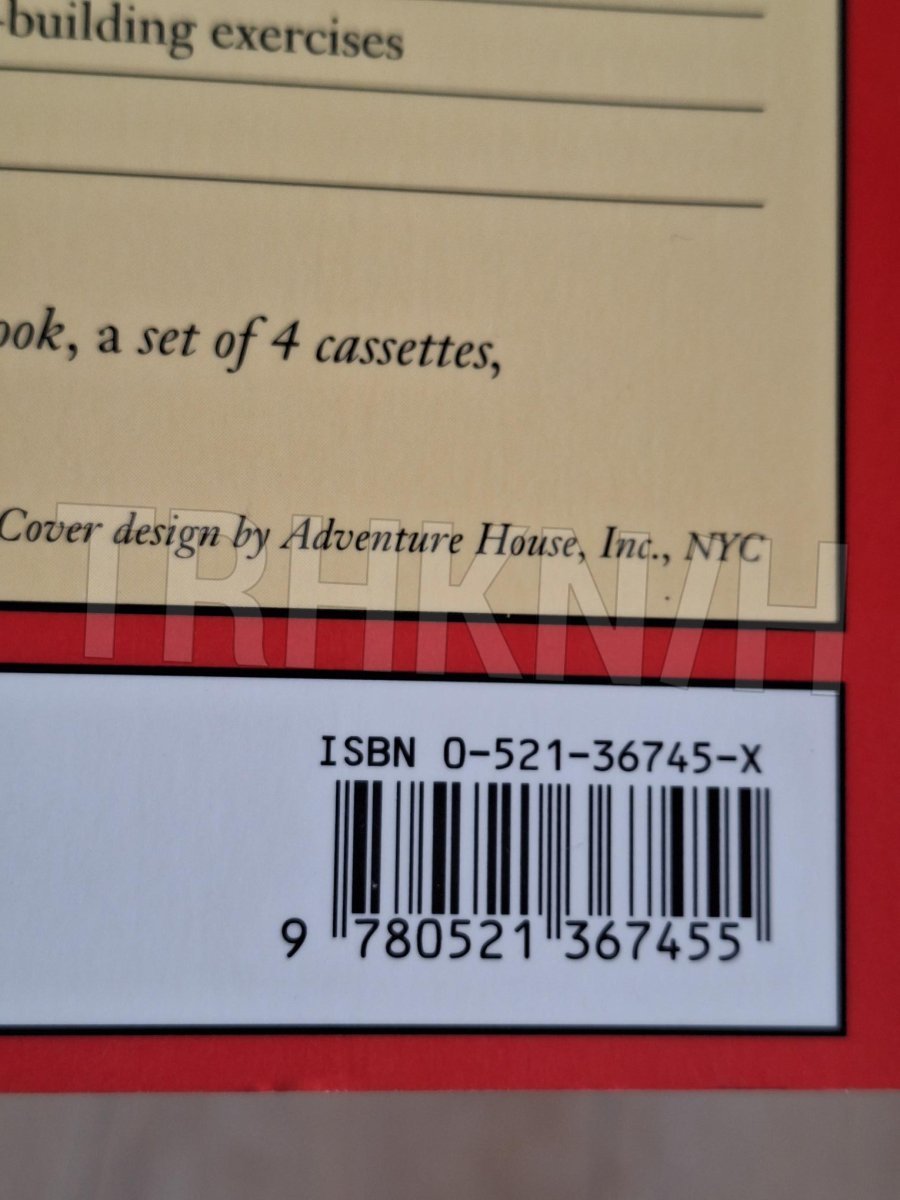 -building exercises
ook, a set of 4 cassettes,
Cover design by Adventure House, Inc., NYC
TRHKN/H
ISBN 0-521-36745-X
9 780521 367455